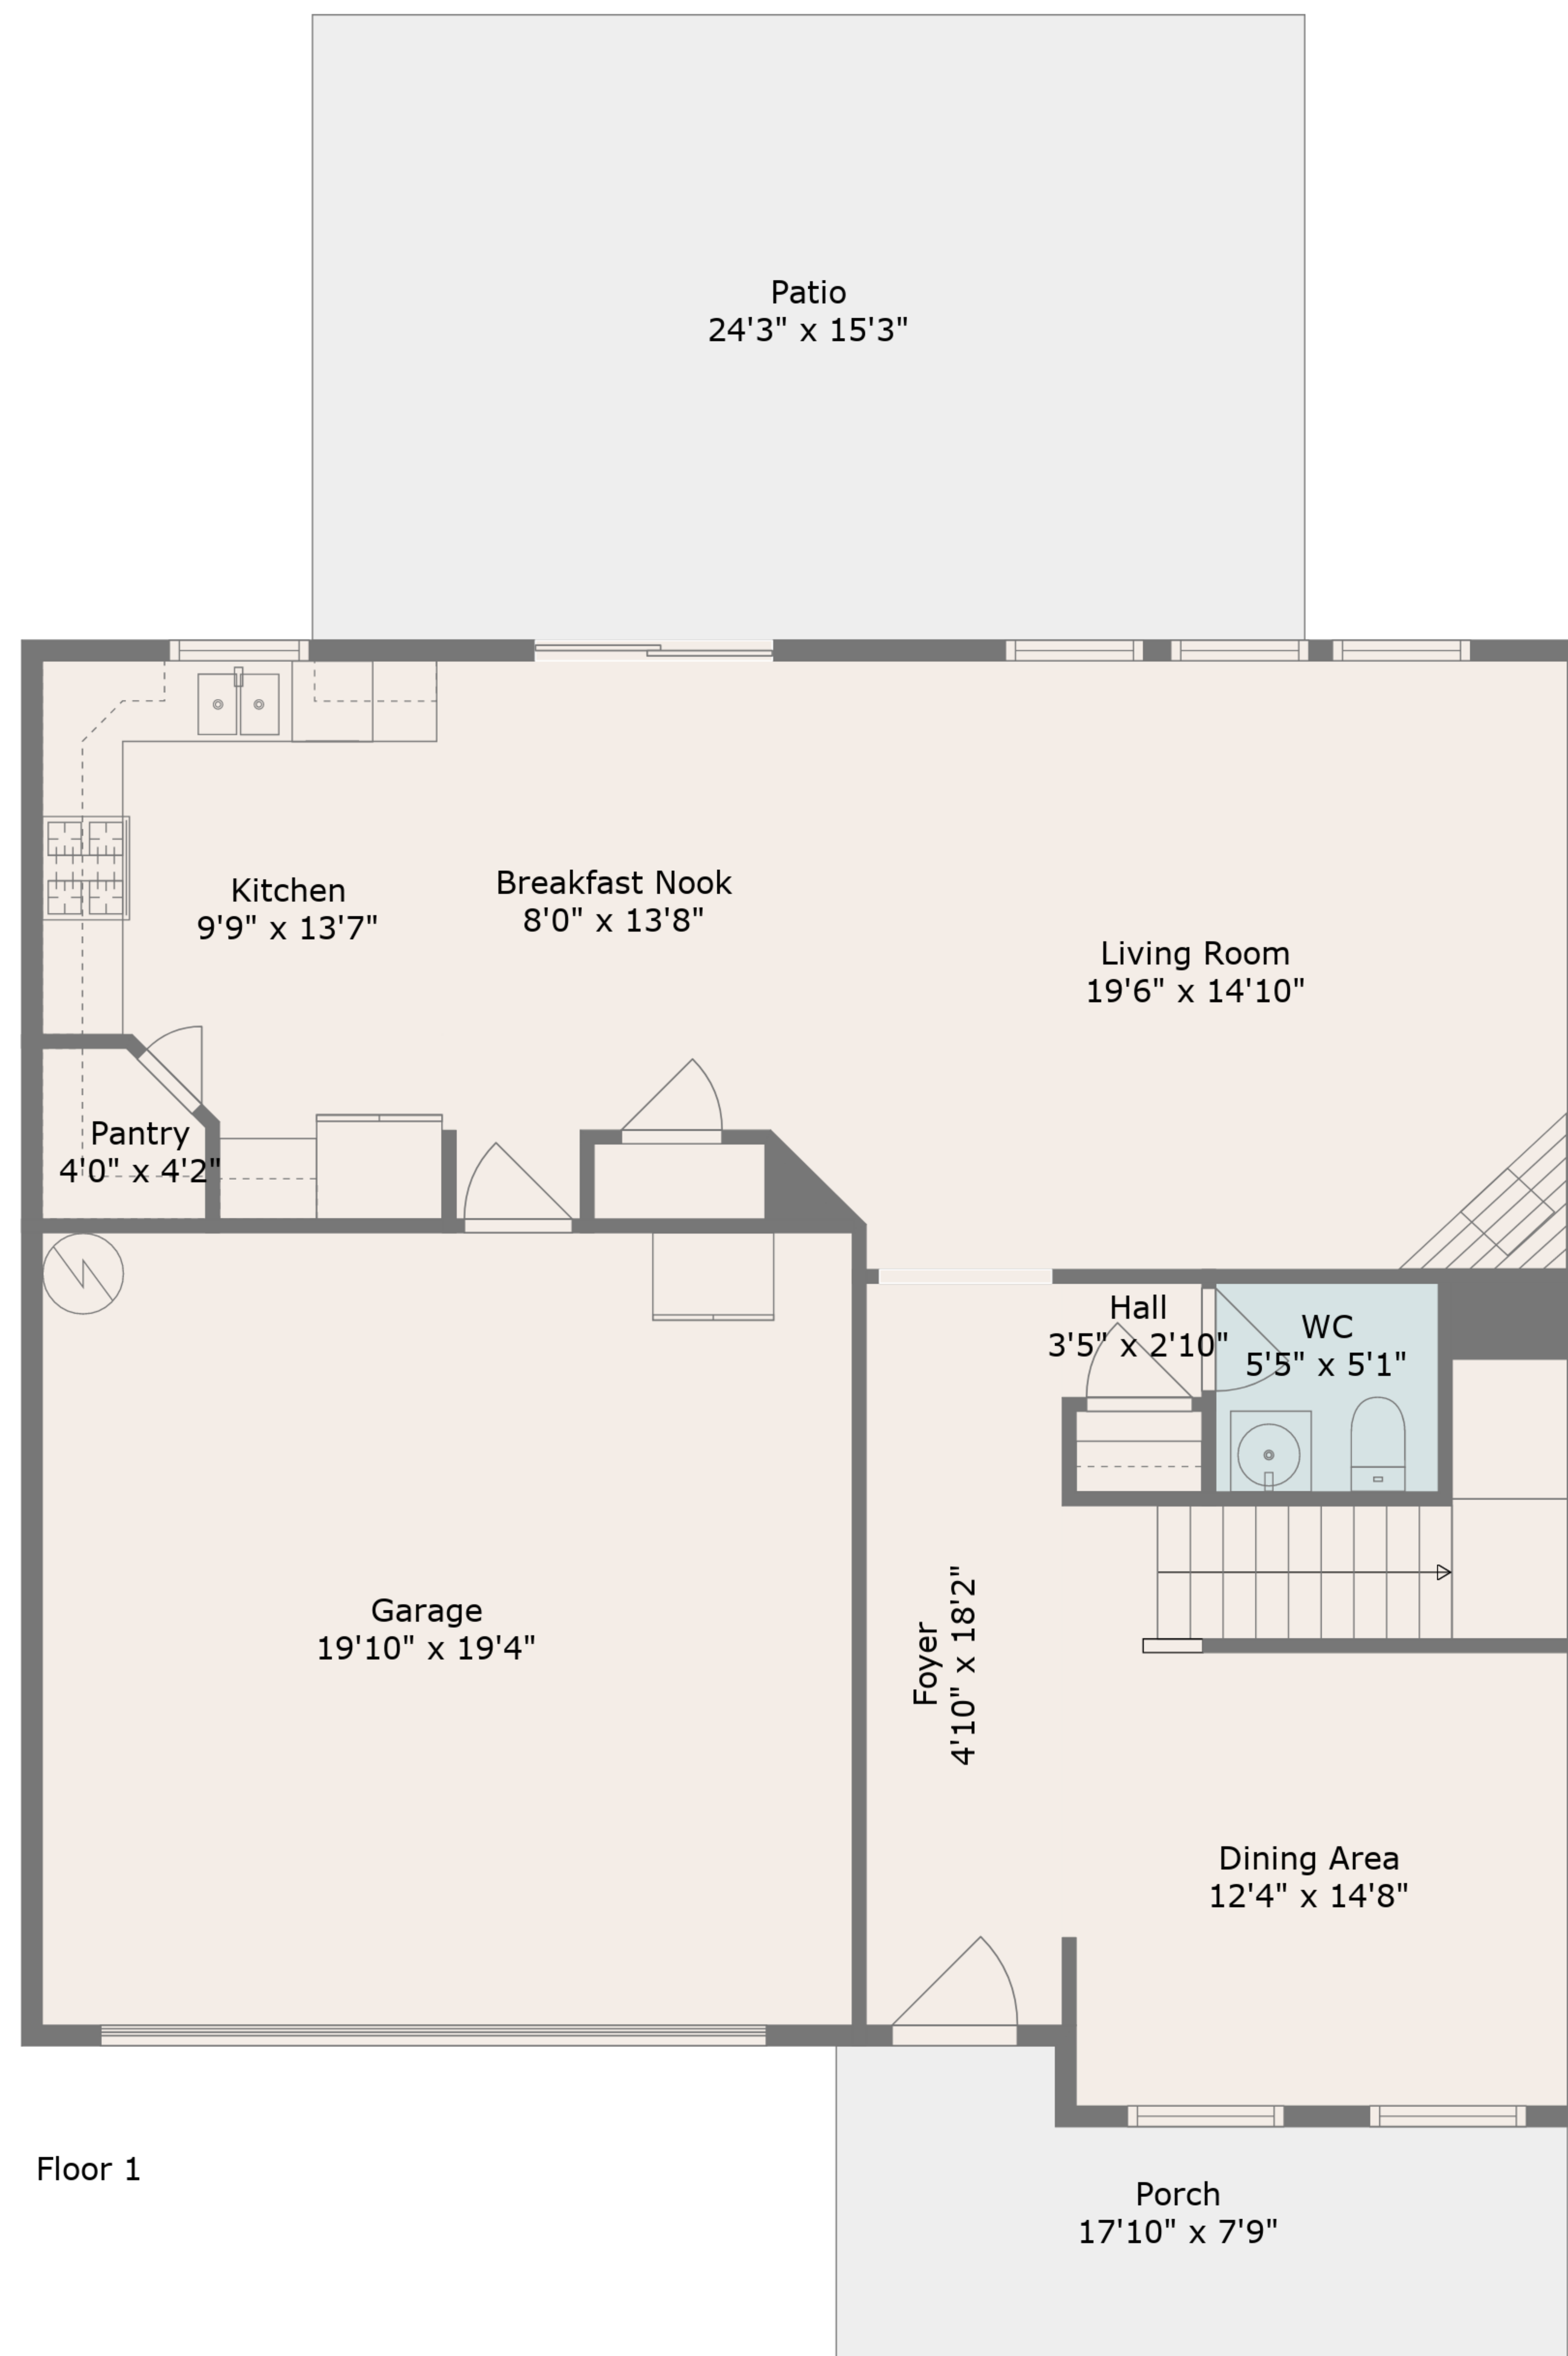 Patio
24'3" x 15'3"
Kitchen
9'9" x 13'7"
Breakfast Nook
8'0" x 13'8"
Living Room
19'6" x 14'10"
Pantry
4'0" x 4'2"
Hall
3'5" x 2'10"
WC
5'5" x 5'1"
Garage
19'10" x 19'4"
Foyer
4'10" x 18'2"
Dining Area
12'4" x 14'8"
Floor 1
Porch
17'10" x 7'9"